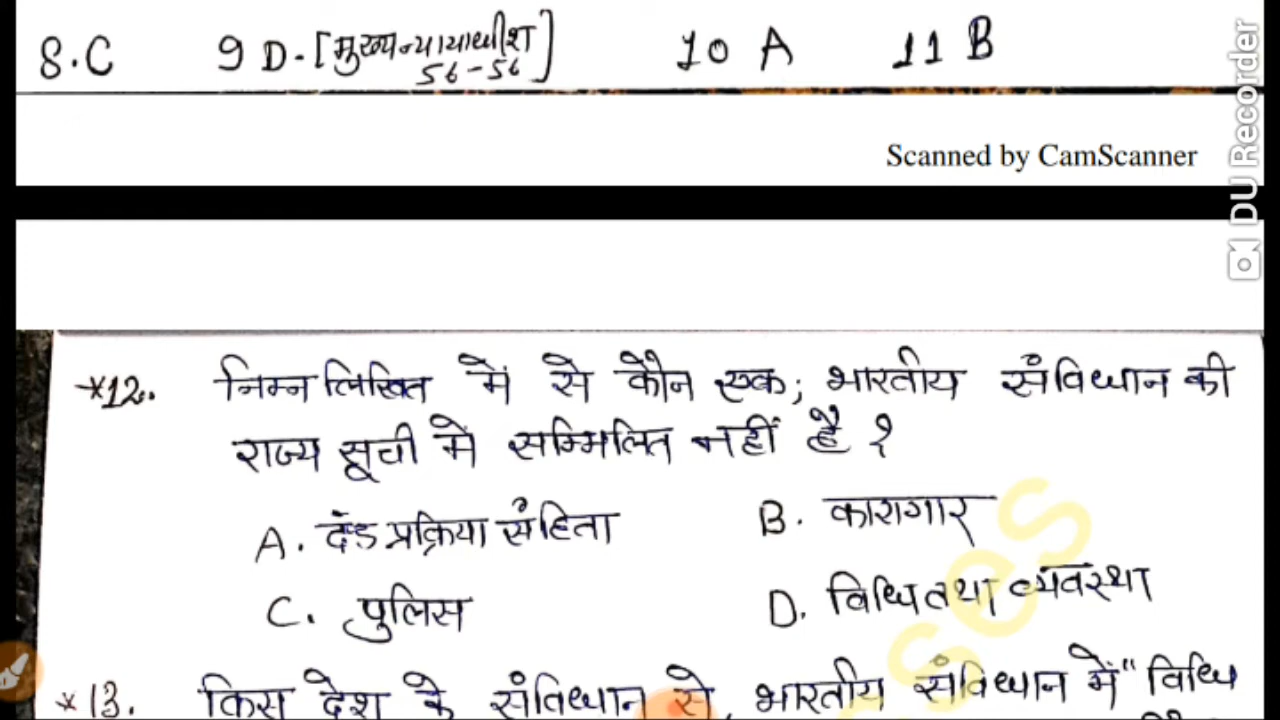 8. C 9 D. [मुख्य न्यायाधीश 56-56] 10 A 11 B
Scanned by CamScanner
DU Recorder
*12. निम्नलिखित में से कौन एक; भारतीय संविधान की
राज्य सूची मे सम्मिलित नहीं है ?
A. दंड प्रक्रिया संहिता B. कारागार
C. पुलिस D. विधि तथा व्यवस्था
*13. किस देश के संविधान से, भारतीय संविधान में "विधि